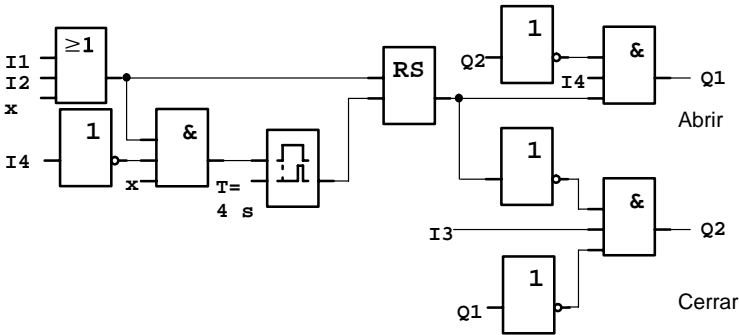 ≥1
I1
I2
x
I4
1
&
x
T=
4 s
RS
Q2
1
I4
&
Q1
Abrir
1
I3
&
Q2
Q1
1
Cerrar